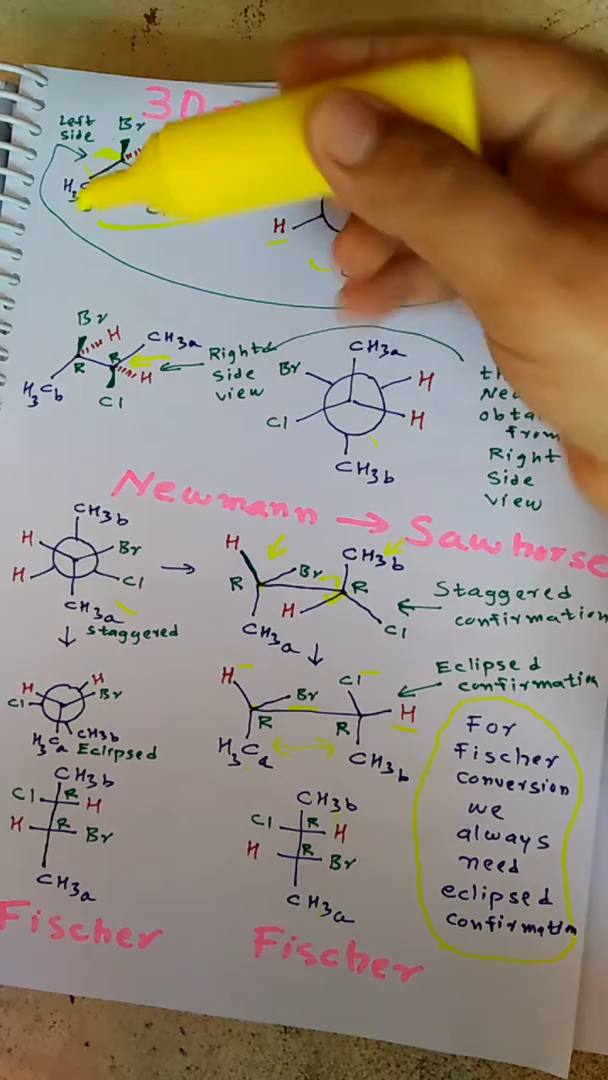 3D
Left
side
Br
H
Br
H
CH3a
R
R
H
H3Cb
Cl
Right
side
view
CH3a
Br
H
Cl
H
CH3b
from
Right
Side
view
Newmann → Sawhorse
CH3b
H
Br
H
Cl
CH3a
staggered
→
H
Br
CH3b
R
R
H
Cl
CH3a
Staggered
confirmation
H
H
Cl
Br
H3Ca
CH3b
Eclipsed
H
Br
Cl
H
R
R
H3Ca
CH3b
Eclipsed
confirmation
For
Fischer
conversion
we
always
need
eclipsed
confirmation
CH3b
Cl
R
H
H
R
Br
CH3a
Fischer
CH3b
Cl
R
H
H
R
Br
CH3a
Fischer